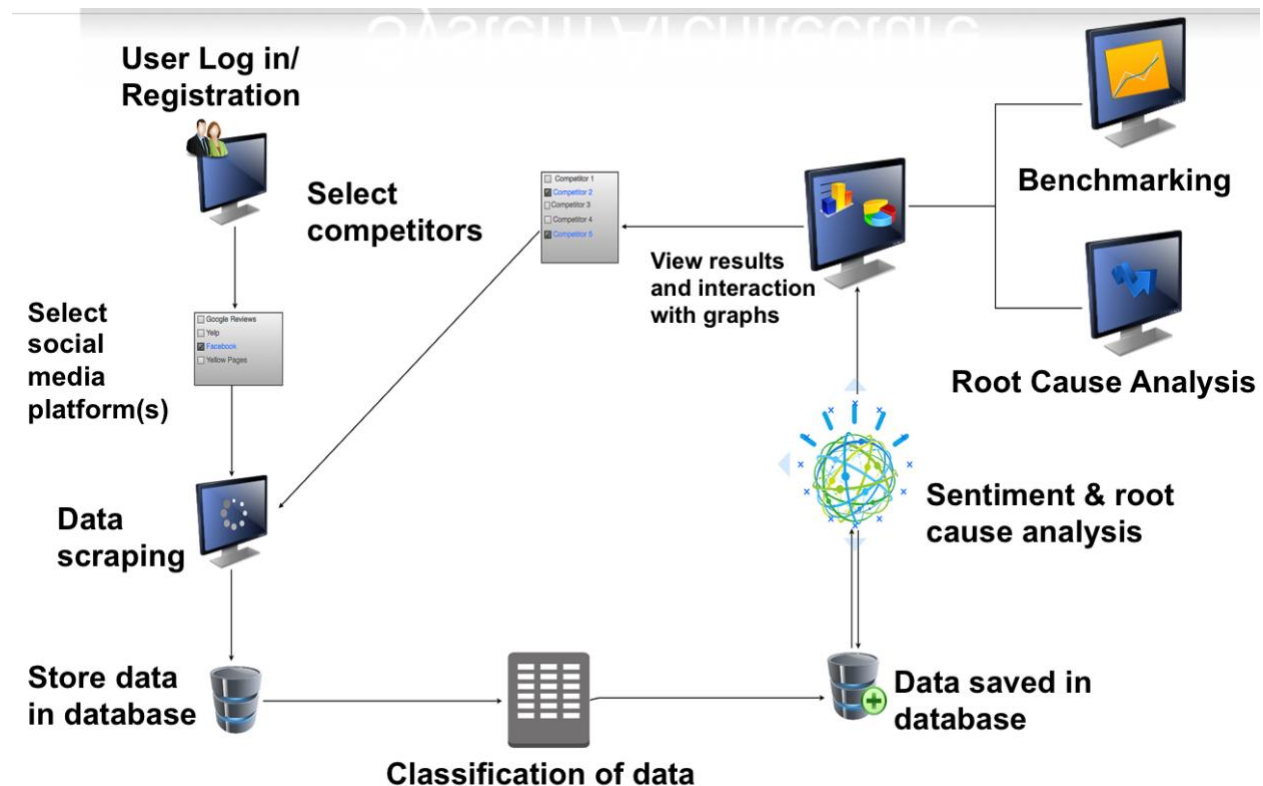 System Architecture
User Log in/
Registration
Select
competitors
Competitor 1
Competitor 2
Competitor 3
Competitor 4
Competitor 5
View results
and interaction
with graphs
Benchmarking
Root Cause Analysis
Select
social
media
platform(s)
Google Reviews
Yelp
Facebook
Yellow Pages
Data
scraping
Sentiment & root
cause analysis
Store data
in database
Classification of data
Data saved in
database